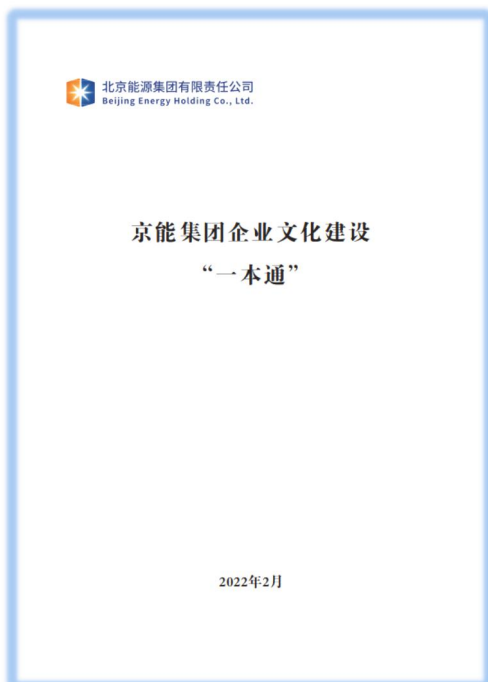 北京能源集团有限责任公司
Beijing Energy Holding Co., Ltd.
京能集团企业文化建设
“一本通”
2022年2月